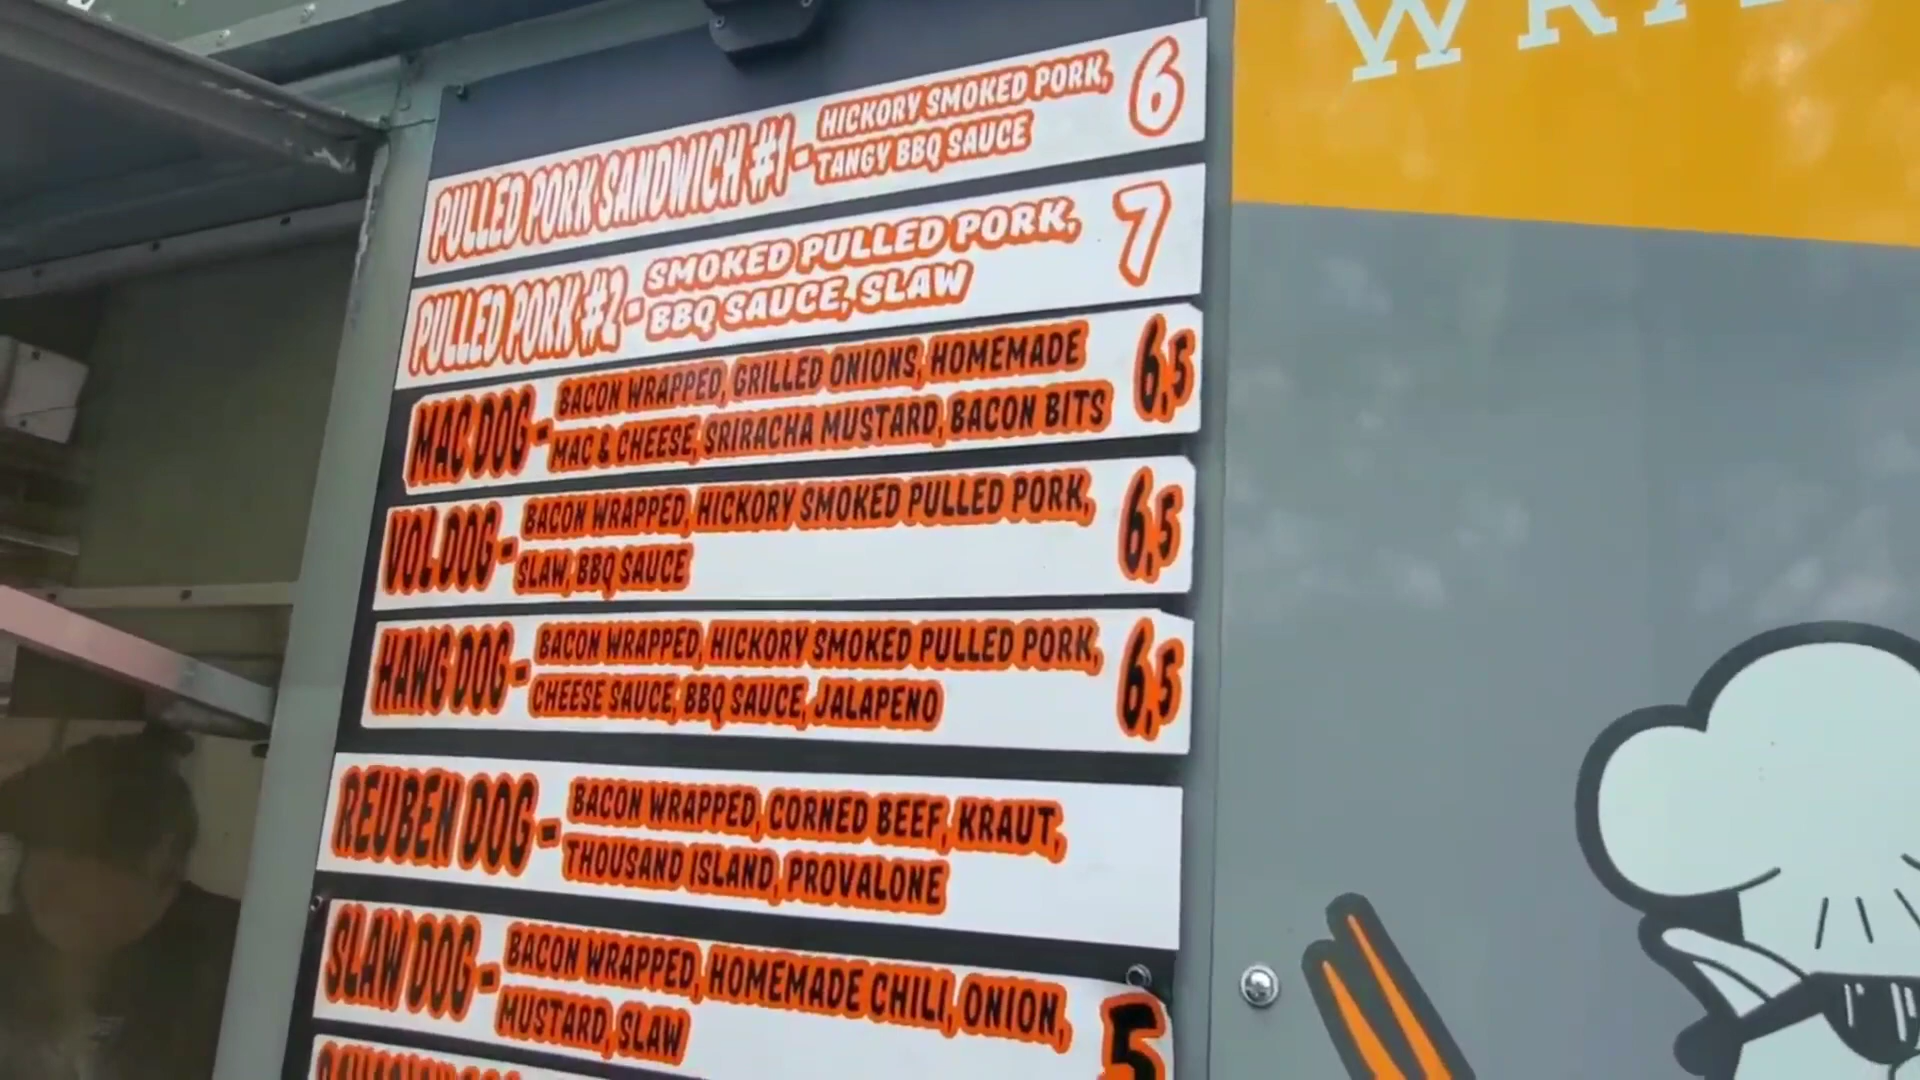 PULLED PORK SANDWICH #1 - HICKORY SMOKED PORK, 6
TANGY BBQ SAUCE
PULLED PORK #2 - SMOKED PULLED PORK, 7
BBQ SAUCE, SLAW
MAC DOG - BACON WRAPPED, GRILLED ONIONS, HOMEMADE 6,5
MAC & CHEESE, SRIRACHA MUSTARD, BACON BITS
VOL DOG - BACON WRAPPED, HICKORY SMOKED PULLED PORK, 6,5
SLAW, BBQ SAUCE
HAWG DOG - BACON WRAPPED, HICKORY SMOKED PULLED PORK, 6,5
CHEESE SAUCE, BBQ SAUCE, JALAPENO
REUBEN DOG - BACON WRAPPED, CORNED BEEF, KRAUT,
THOUSAND ISLAND, PROVALONE
SLAW DOG - BACON WRAPPED, HOMEMADE CHILI, ONION, 5
MUSTARD, SLAW